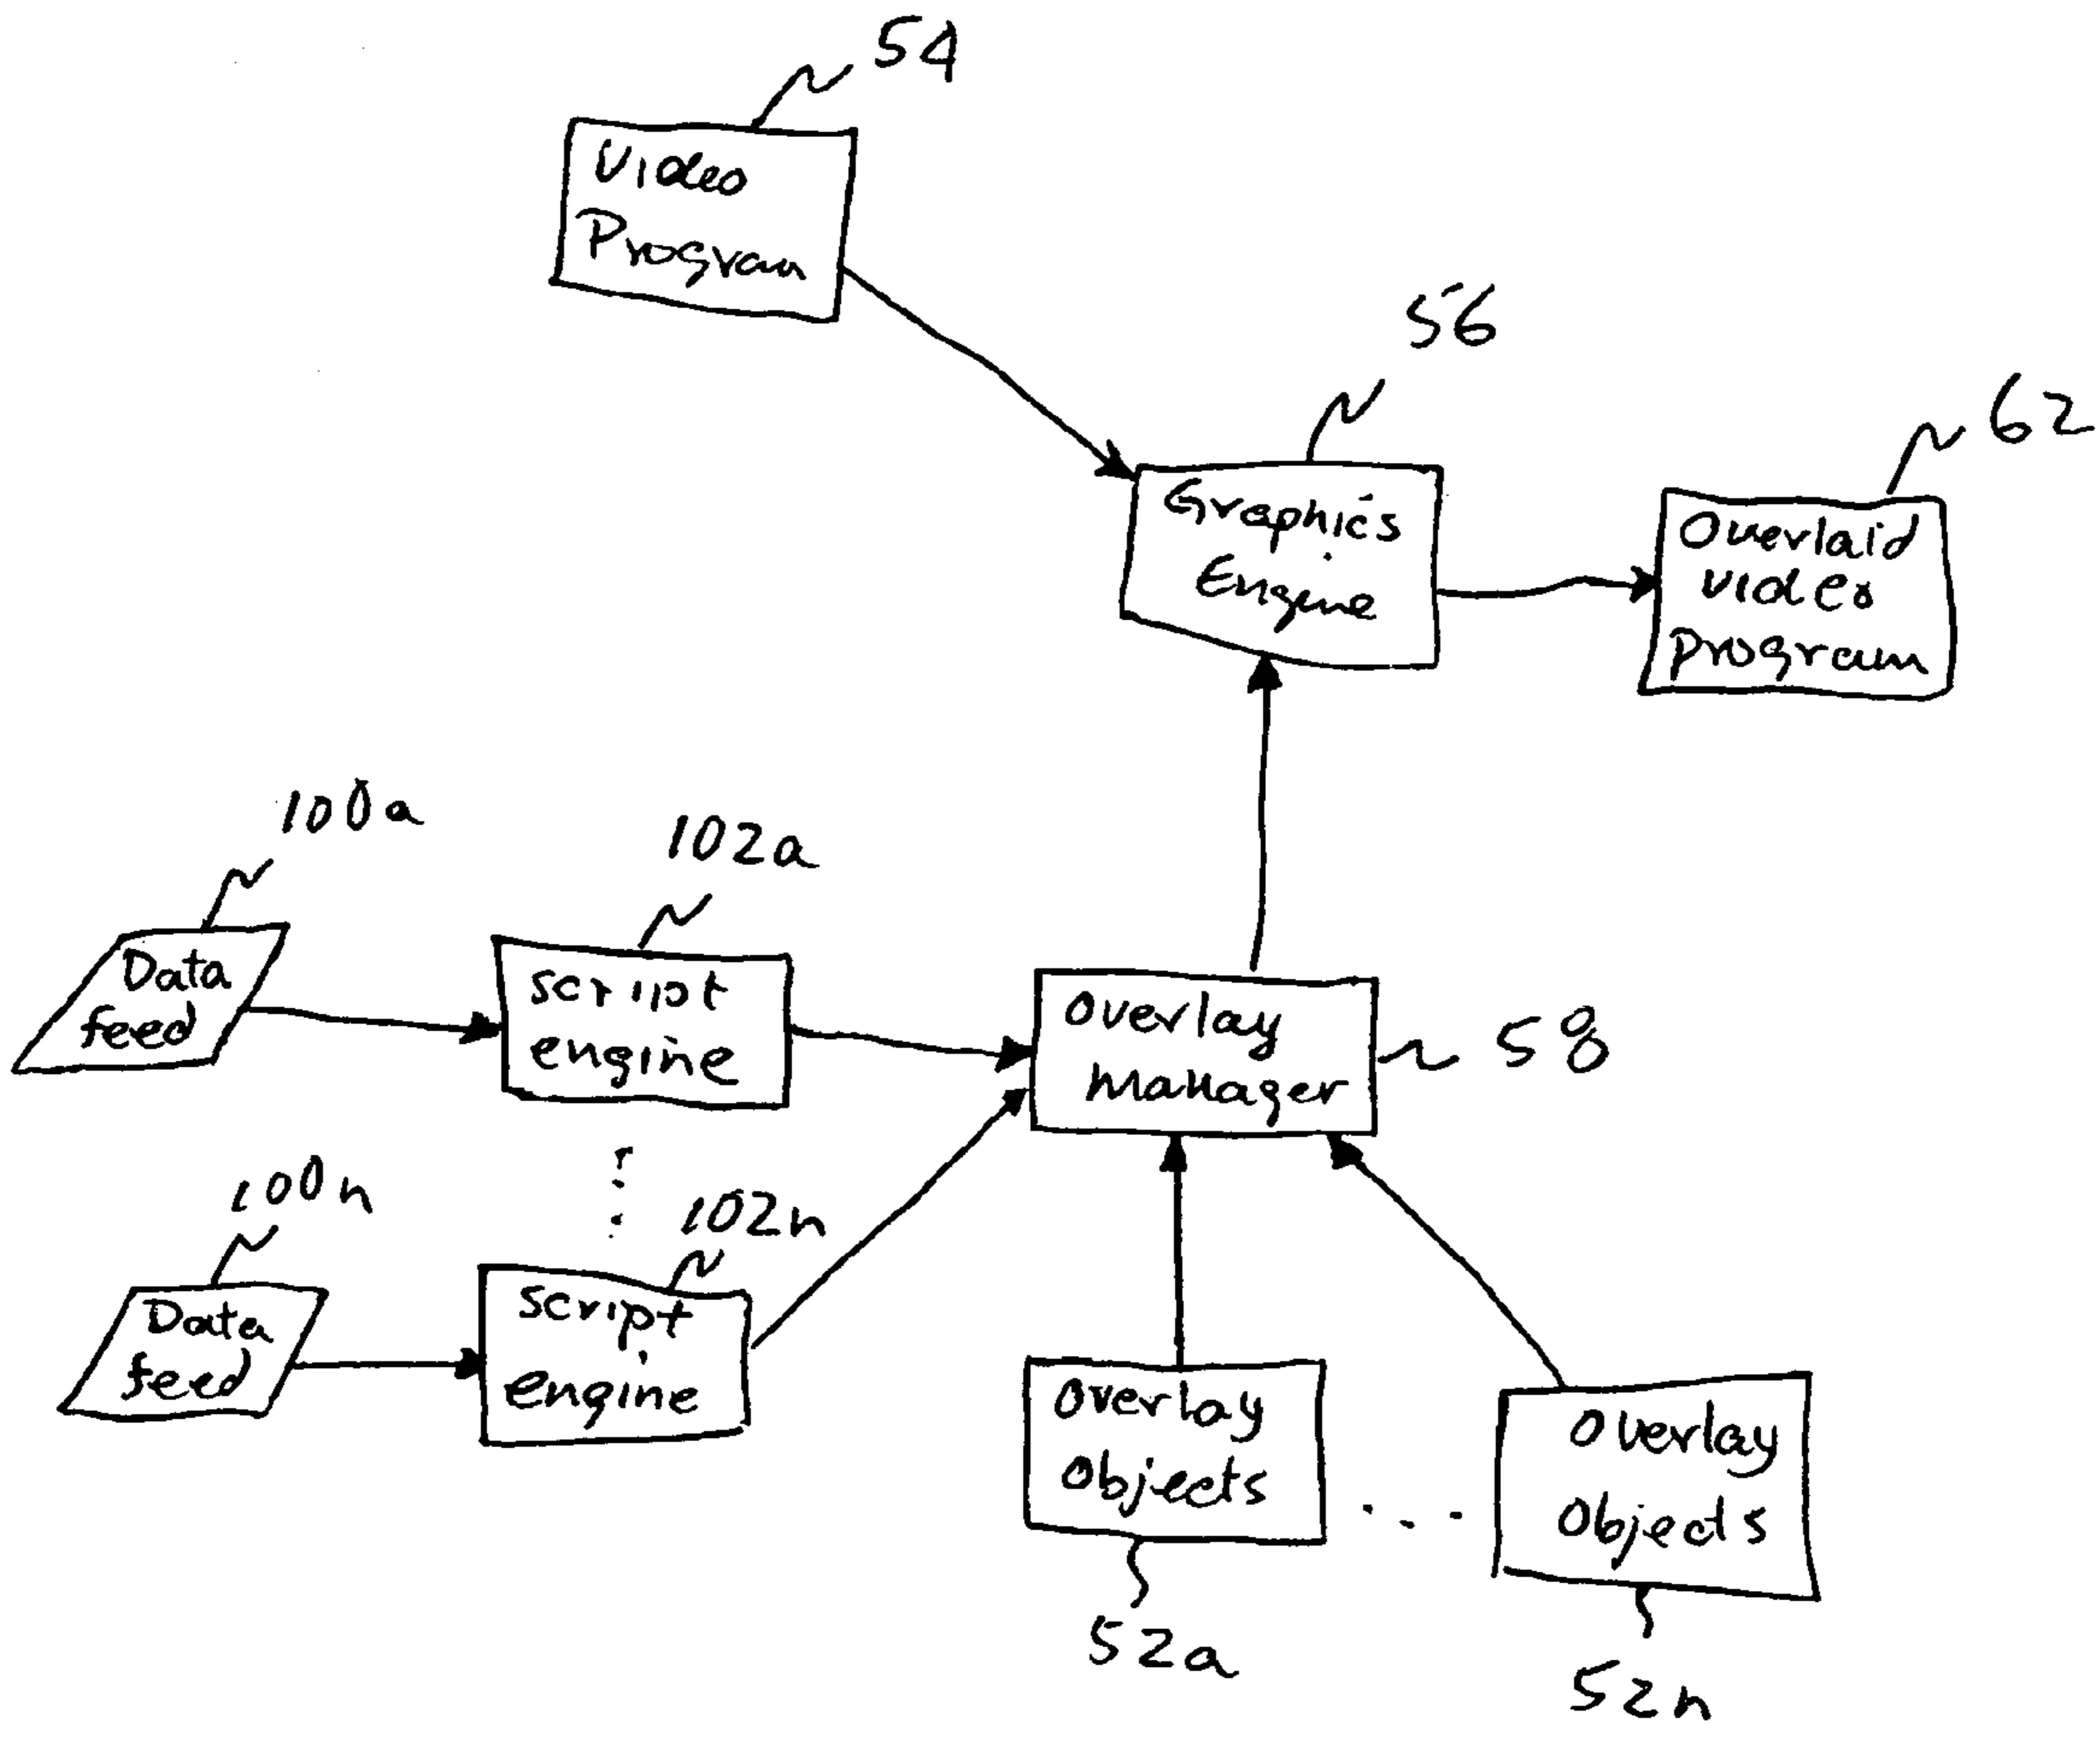 54
Video
Program
56
62
Graphics
Engine
Overlaid
video
program
100a
102a
Data
feed
script
engine
Overlay
manager
58
100n
102n
Data
feed
script
engine
Overlay
Objects
Overlay
Objects
52a
52n